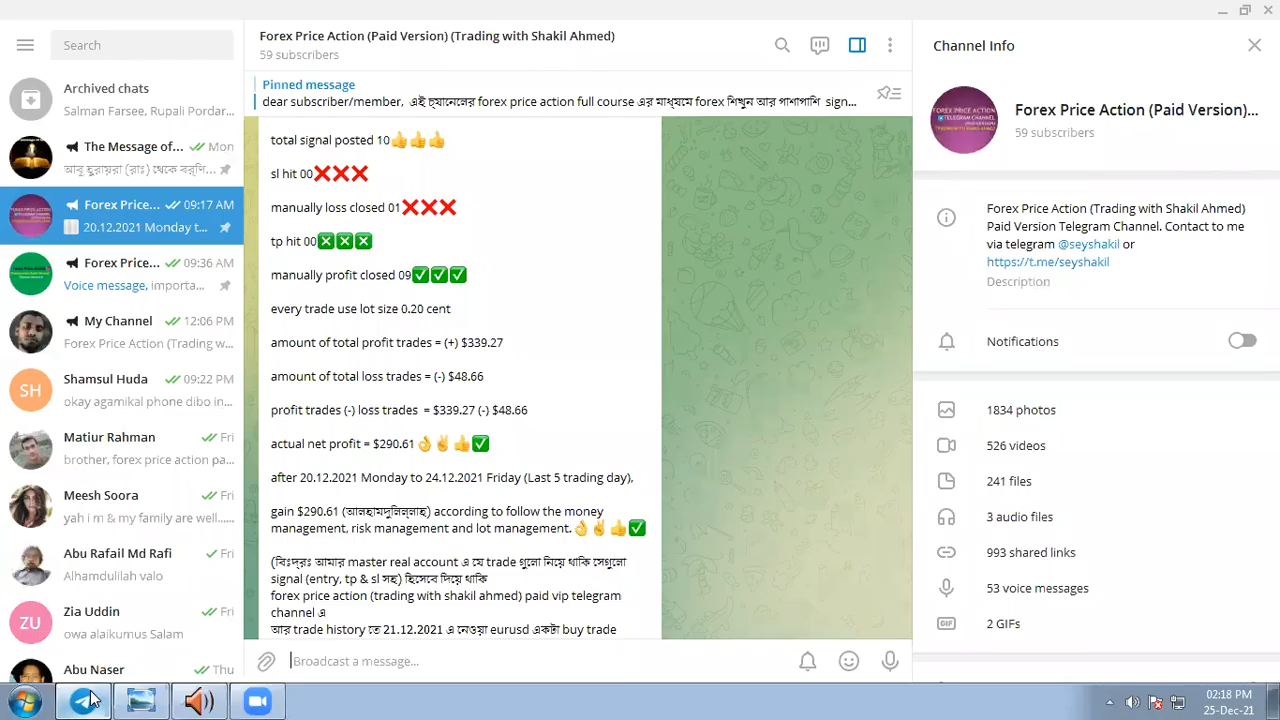 Search
Archived chats
Salman Farsee, Rupali Pordar...
The Message of... Mon
আবু হুরায়রা (রাঃ) থেকে বর্ণি...
Forex Price... 09:17 AM
20.12.2021 Monday t...
Forex Price... 09:36 AM
Voice message, importa...
My Channel 12:06 PM
Forex Price Action (Trading w...
SH
Shamsul Huda 09:22 PM
okay agamikal phone dibo in...
Matiur Rahman Fri
brother, forex price action pa...
Meesh Soora Fri
yah i m & my family are well......
Abu Rafail Md Rafi Fri
Alhamdulilah valo
ZU
Zia Uddin Fri
owa alaikumus Salam
Abu Naser Thu
Forex Price Action (Paid Version) (Trading with Shakil Ahmed)
59 subscribers
Pinned message
dear subscriber/member, এই চ্যানেলের forex price action full course এর মাধ্যমে forex শিখুন আর পাশাপাশি sign...
total signal posted 10👍👍👍
sl hit 00❌❌❌
manually loss closed 01❌❌❌
tp hit 00❎❎❎
manually profit closed 09✅✅✅
every trade use lot size 0.20 cent
amount of total profit trades = (+) $339.27
amount of total loss trades = (-) $48.66
profit trades (-) loss trades = $339.27 (-) $48.66
actual net profit = $290.61👌✌👍✅
after 20.12.2021 Monday to 24.12.2021 Friday (Last 5 trading day),
gain $290.61 (আলহামদুলিল্লাহ) according to follow the money
management, risk management and lot management.👌✌👍✅
(বিঃদ্রঃ আমার master real account এ যে trade গুলো নিয়ে থাকি সেগুলো
signal (entry, tp & sl সহ) হিসেবে দিয়ে থাকি
forex price action (trading with shakil ahmed) paid vip telegram
channel এ
আর trade history তে 21.12.2021 এ নেওয়া eurusd একটা buy trade
Broadcast a message...
Channel Info
Forex Price Action (Paid Version)...
59 subscribers
Forex Price Action (Trading with Shakil Ahmed)
Paid Version Telegram Channel. Contact to me
via telegram @seyshakil or
https://t.me/seyshakil
Description
Notifications
1834 photos
526 videos
241 files
3 audio files
993 shared links
53 voice messages
GIF
2 GIFs
02:18 PM
25-Dec-21